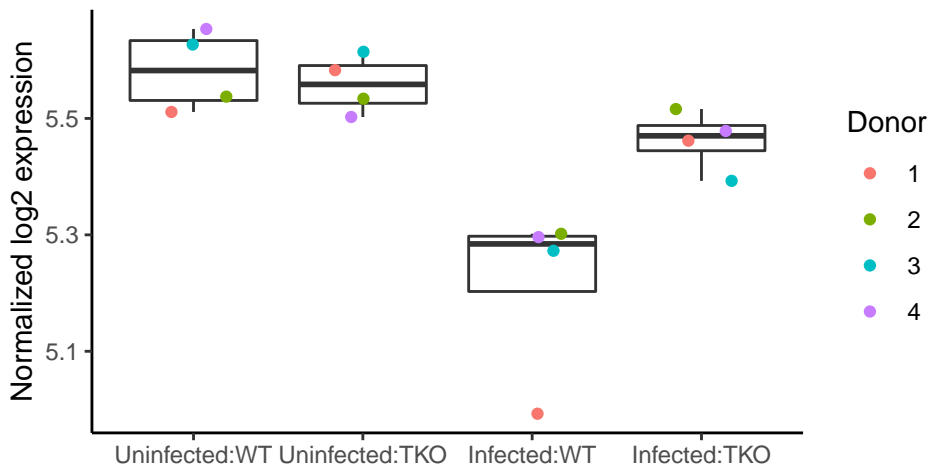 Normalized log2 expression
5.5
5.3
5.1
Uninfected:WT
Uninfected:TKO
Infected:WT
Infected:TKO
Donor
1
2
3
4